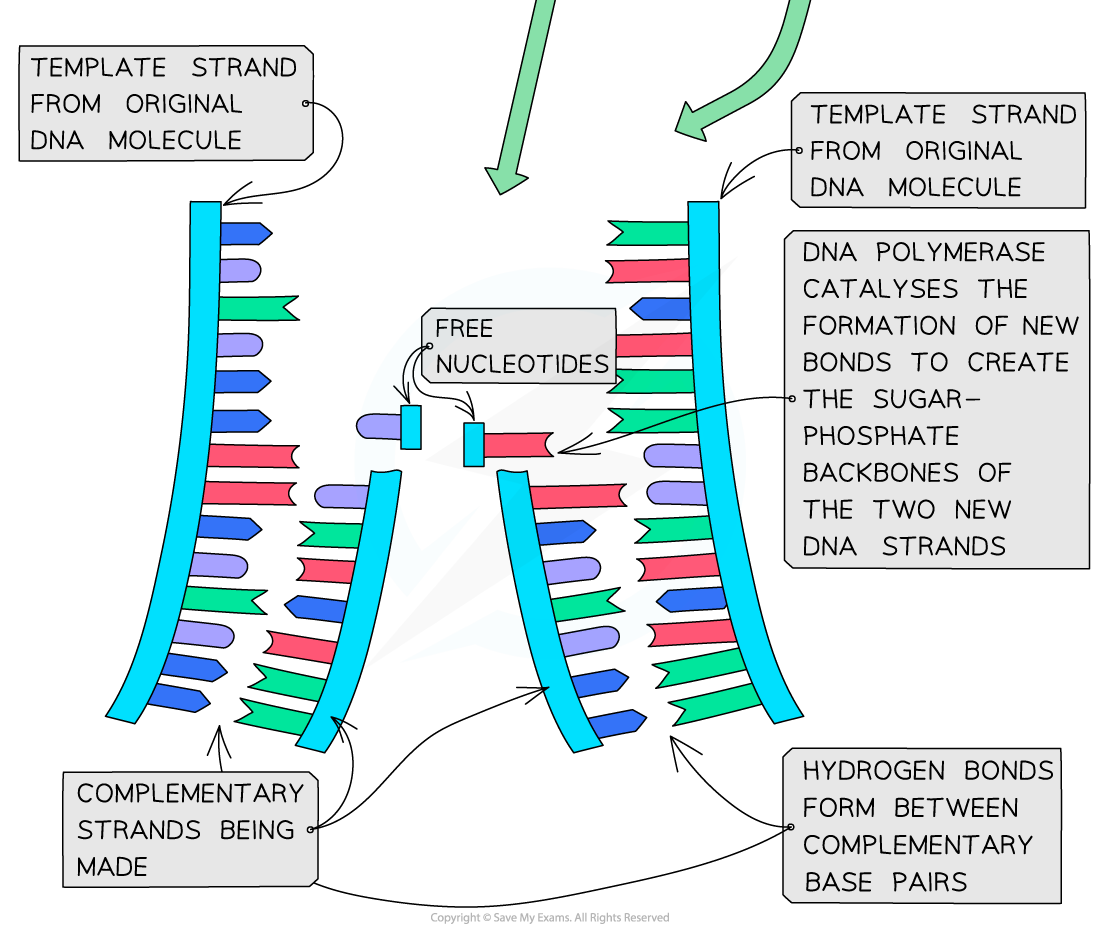 TEMPLATE STRAND
FROM ORIGINAL
DNA MOLECULE
TEMPLATE STRAND
FROM ORIGINAL
DNA MOLECULE
DNA POLYMERASE
CATALYSES THE
FORMATION OF NEW
BONDS TO CREATE
THE SUGAR-
PHOSPHATE
BACKBONES OF
THE TWO NEW
DNA STRANDS
FREE
NUCLEOTIDES
COMPLEMENTARY
STRANDS BEING
MADE
HYDROGEN BONDS
FORM BETWEEN
COMPLEMENTARY
BASE PAIRS
Copyright © Save My Exams. All Rights Reserved